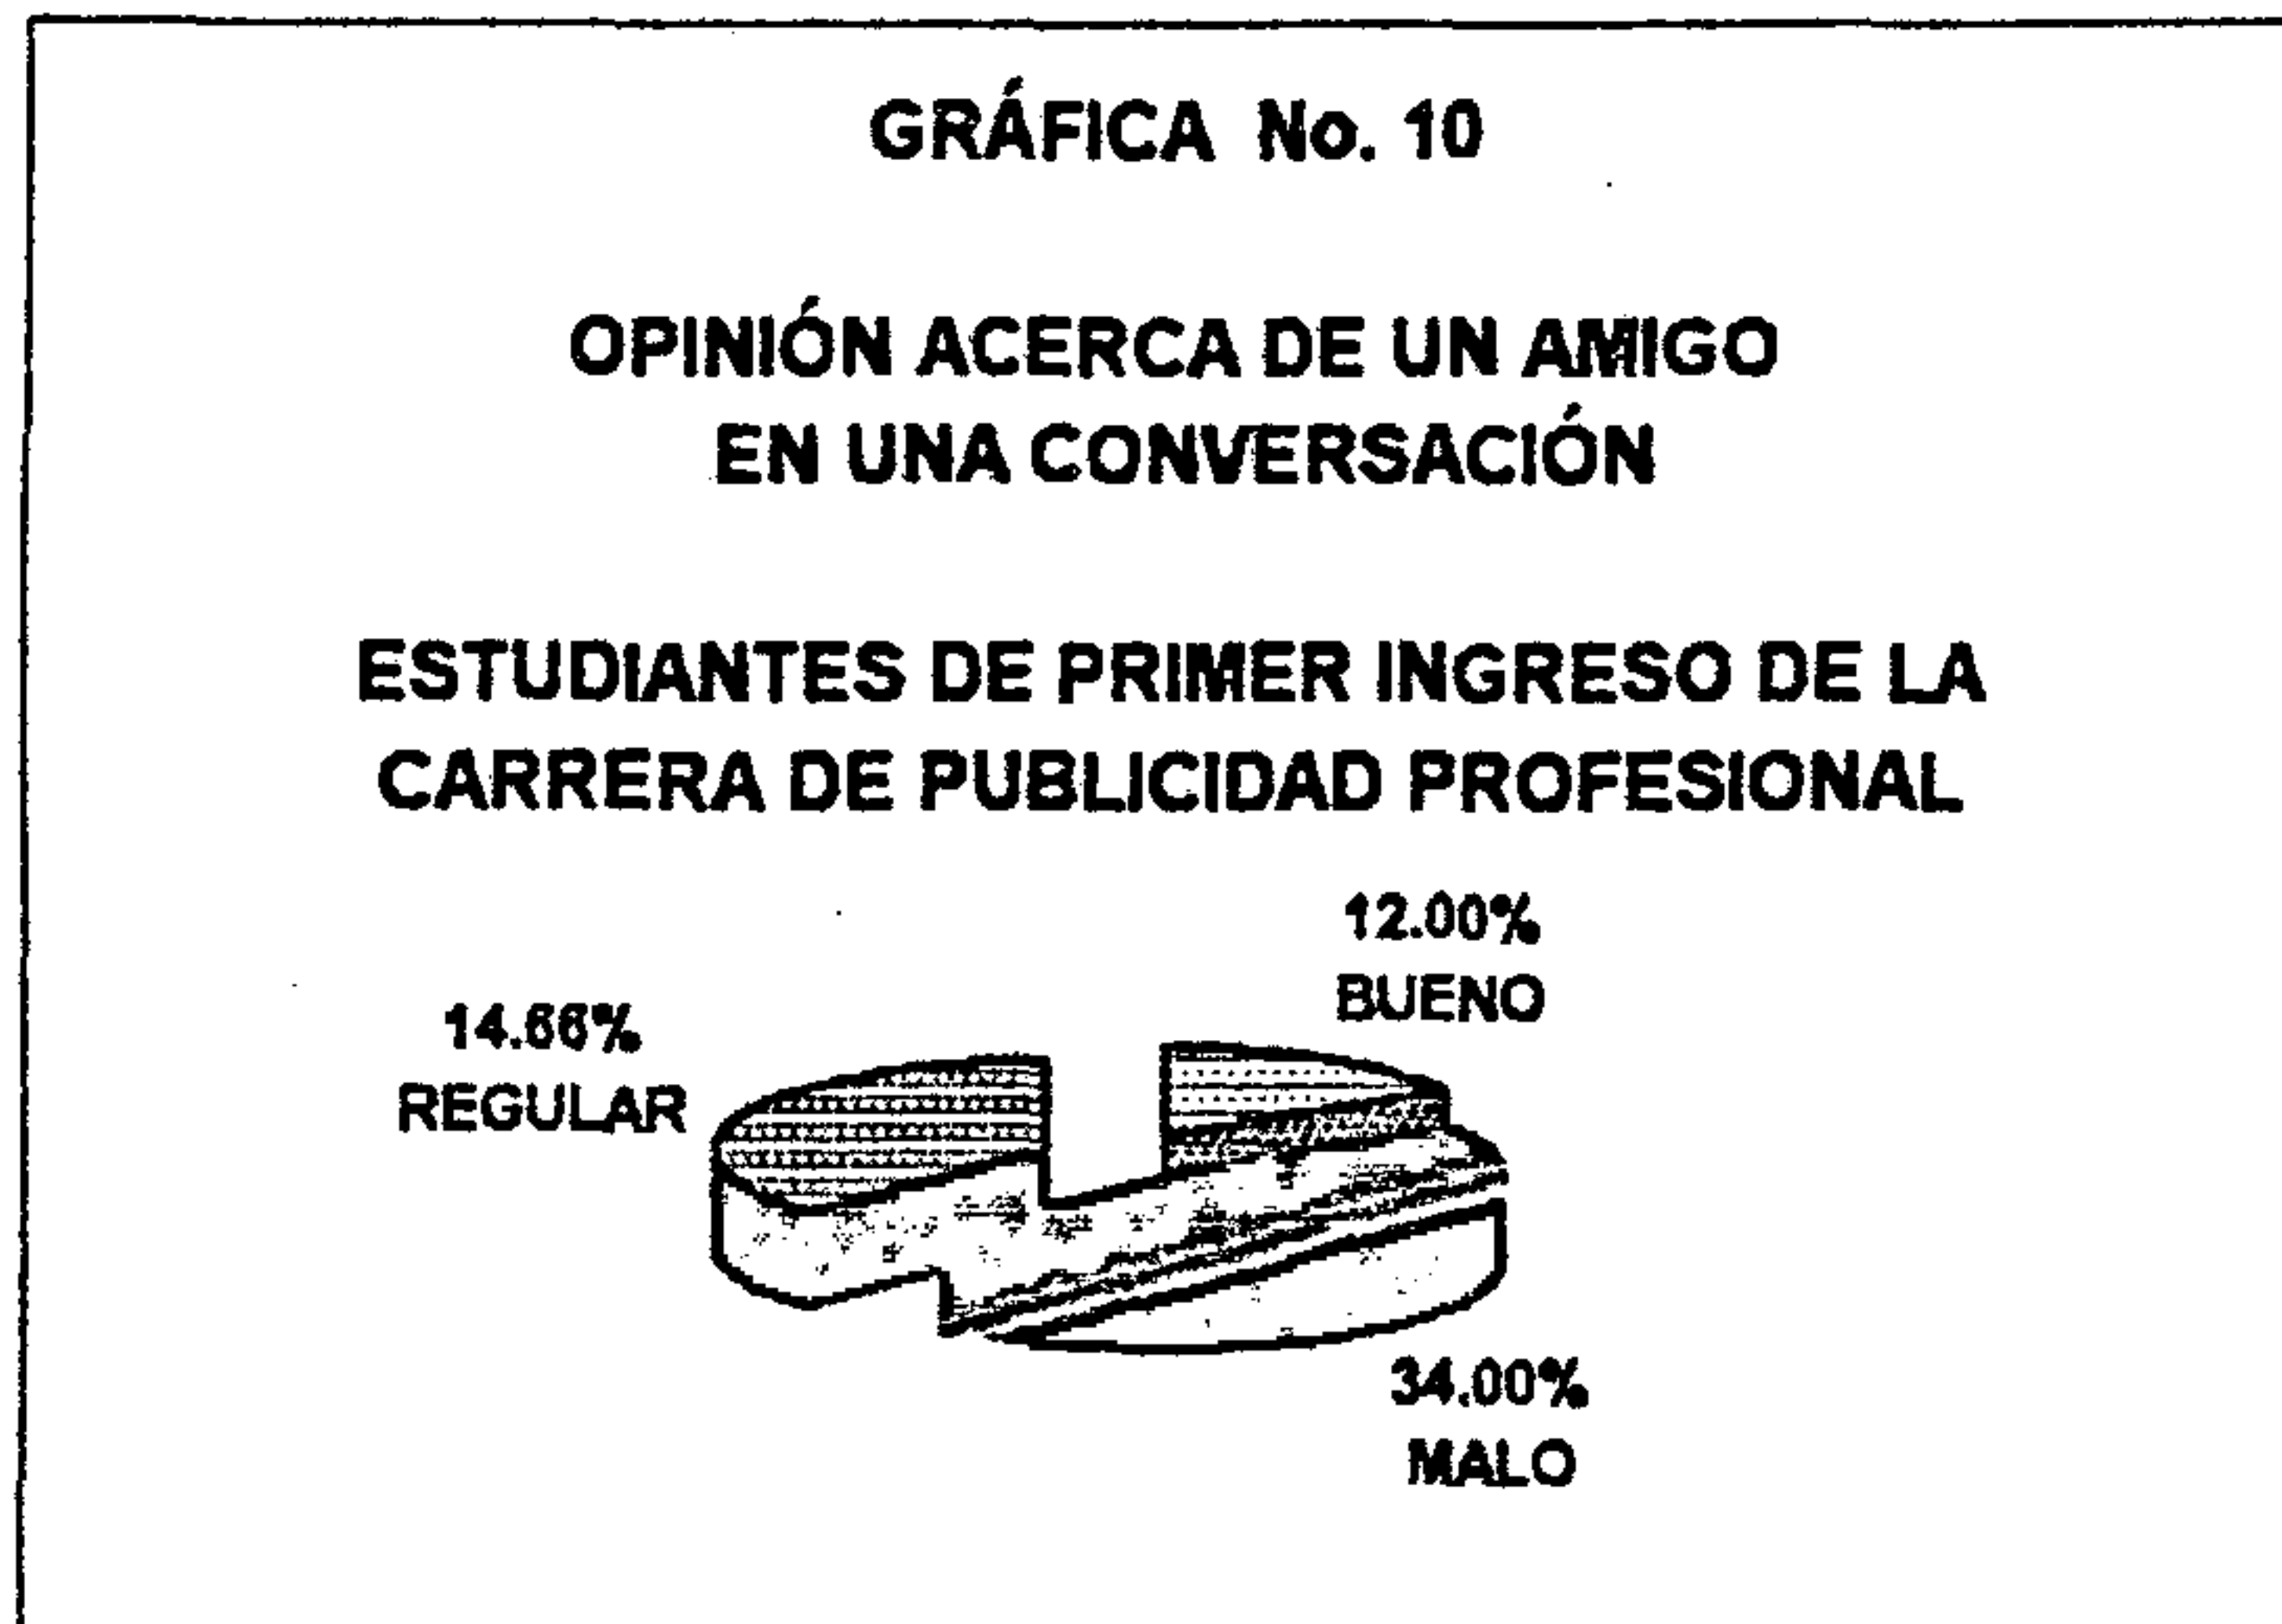 GRÁFICA No. 10
OPINIÓN ACERCA DE UN AMIGO
EN UNA CONVERSACIÓN
ESTUDIANTES DE PRIMER INGRESO DE LA
CARRERA DE PUBLICIDAD PROFESIONAL
12.00%
BUENO
14.66%
REGULAR
34.00%
MALO